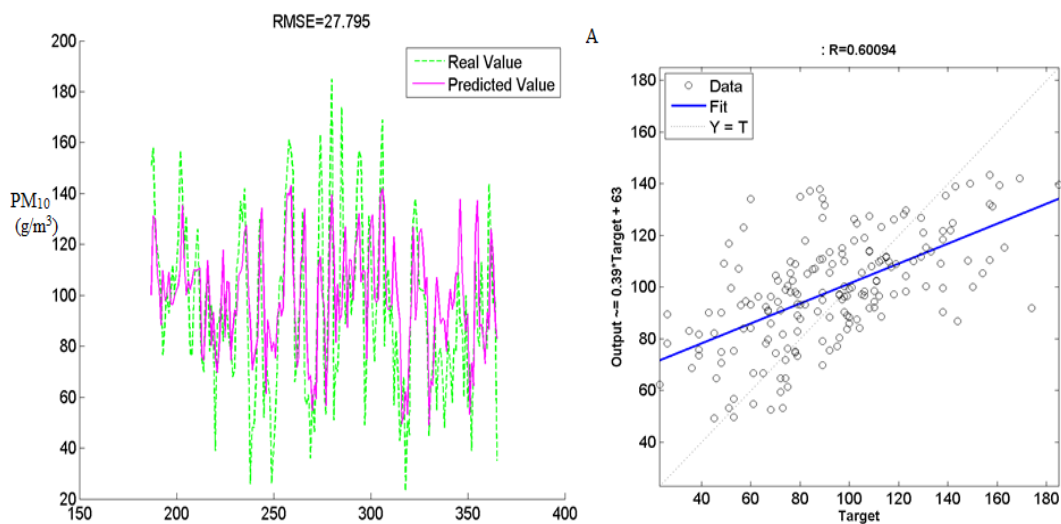 RMSE=27.795
200
180
160
140
120
100
80
60
40
20
PM₁₀
(g/m³)
Real Value
Predicted Value
150
200
250
300
350
400
A
: R=0.60094
Data
Fit
Y = T
180
160
140
120
100
80
60
40
Output ~= 0.39*Target + 63
40
60
80
100
120
140
160
180
Target